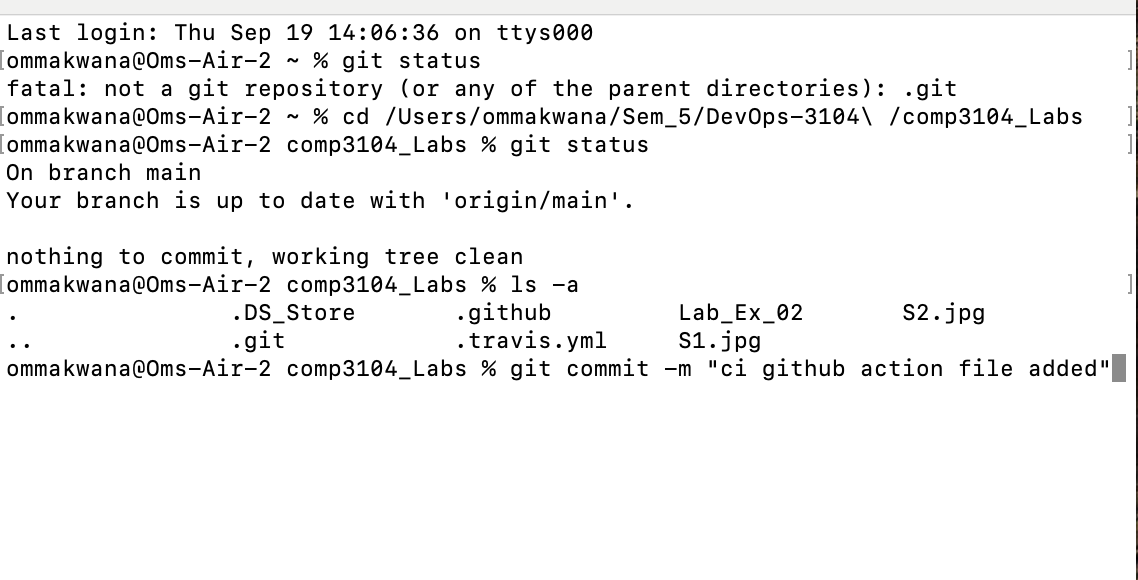 Last login: Thu Sep 19 14:06:36 on ttys000
[ommakwana@Oms-Air-2 ~ % git status ]
fatal: not a git repository (or any of the parent directories): .git
[ommakwana@Oms-Air-2 ~ % cd /Users/ommakwana/Sem_5/DevOps-3104\ /comp3104_Labs ]
[ommakwana@Oms-Air-2 comp3104_Labs % git status ]
On branch main
Your branch is up to date with 'origin/main'.

nothing to commit, working tree clean
[ommakwana@Oms-Air-2 comp3104_Labs % ls -a ]
. .DS_Store .github Lab_Ex_02 S2.jpg
.. .git .travis.yml S1.jpg
ommakwana@Oms-Air-2 comp3104_Labs % git commit -m "ci github action file added"